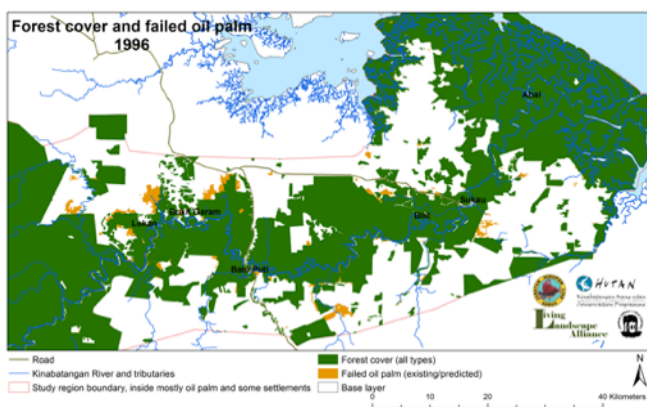 Forest cover and failed oil palm
1996
Abai
Sukau
Bilit
Lokan
Batu Puti
HUTAN
Living
Landscape
Alliance
Road
Kinabatangan River and tributaries
Study region boundary, inside mostly oil palm and some settlements
Forest cover (all types)
Failed oil palm (existing/predicted)
Base layer
N
0 10 20 40 Kilometers